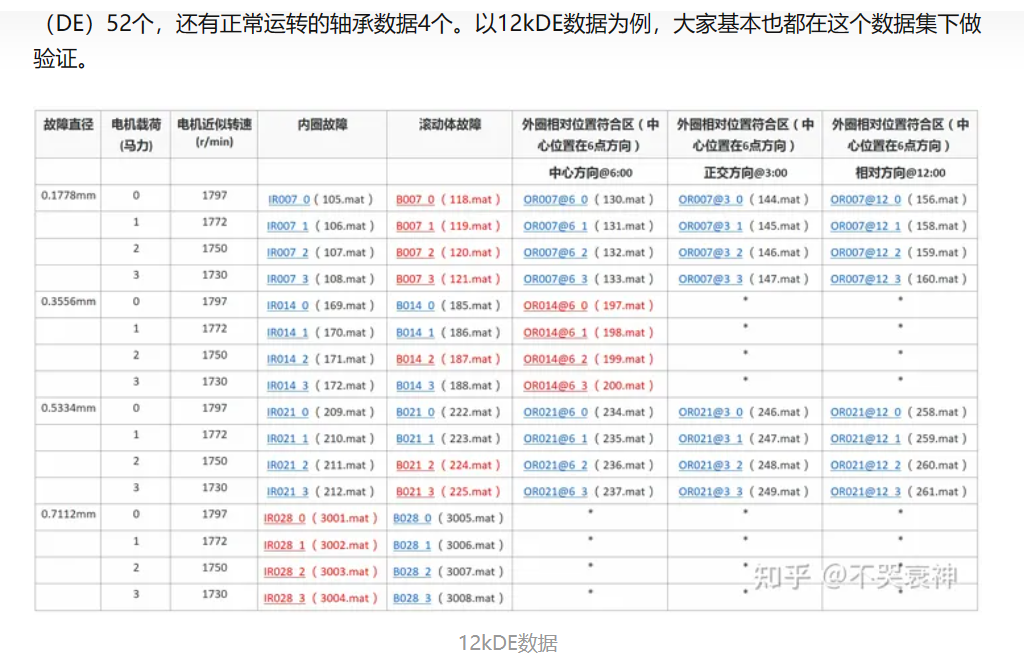 （DE）52个，还有正常运转的轴承数据4个。以12kDE数据为例，大家基本也都在这个数据集下做
验证。
故障直径 电机载荷（马力） 电机近似转速（r/min） 内圈故障 滚动体故障 外圈相对位置符合区（中心位置在6点方向） 外圈相对位置符合区（中心位置在6点方向） 外圈相对位置符合区（中心位置在6点方向）
中心方向@6:00 正交方向@3:00 相对方向@12:00
0.1778mm 0 1797 IR007_0（105.mat） B007_0（118.mat） OR007@6_0（130.mat） OR007@3_0（144.mat） OR007@12_0（156.mat）
1 1772 IR007_1（106.mat） B007_1（119.mat） OR007@6_1（131.mat） OR007@3_1（145.mat） OR007@12_1（158.mat）
2 1750 IR007_2（107.mat） B007_2（120.mat） OR007@6_2（132.mat） OR007@3_2（146.mat） OR007@12_2（159.mat）
3 1730 IR007_3（108.mat） B007_3（121.mat） OR007@6_3（133.mat） OR007@3_3（147.mat） OR007@12_3（160.mat）
0.3556mm 0 1797 IR014_0（169.mat） B014_0（185.mat） OR014@6_0（197.mat） * *
1 1772 IR014_1（170.mat） B014_1（186.mat） OR014@6_1（198.mat） * *
2 1750 IR014_2（171.mat） B014_2（187.mat） OR014@6_2（199.mat） * *
3 1730 IR014_3（172.mat） B014_3（188.mat） OR014@6_3（200.mat） * *
0.5334mm 0 1797 IR021_0（209.mat） B021_0（222.mat） OR021@6_0（234.mat） OR021@3_0（246.mat） OR021@12_0（258.mat）
1 1772 IR021_1（210.mat） B021_1（223.mat） OR021@6_1（235.mat） OR021@3_1（247.mat） OR021@12_1（259.mat）
2 1750 IR021_2（211.mat） B021_2（224.mat） OR021@6_2（236.mat） OR021@3_2（248.mat） OR021@12_2（260.mat）
3 1730 IR021_3（212.mat） B021_3（225.mat） OR021@6_3（237.mat） OR021@3_3（249.mat） OR021@12_3（261.mat）
0.7112mm 0 1797 IR028_0（3001.mat） B028_0（3005.mat） * * *
1 1772 IR028_1（3002.mat） B028_1（3006.mat） * * *
2 1750 IR028_2（3003.mat） B028_2（3007.mat） * * *
3 1730 IR028_3（3004.mat） B028_3（3008.mat） * * *
知乎 @不哭衰神
12kDE数据